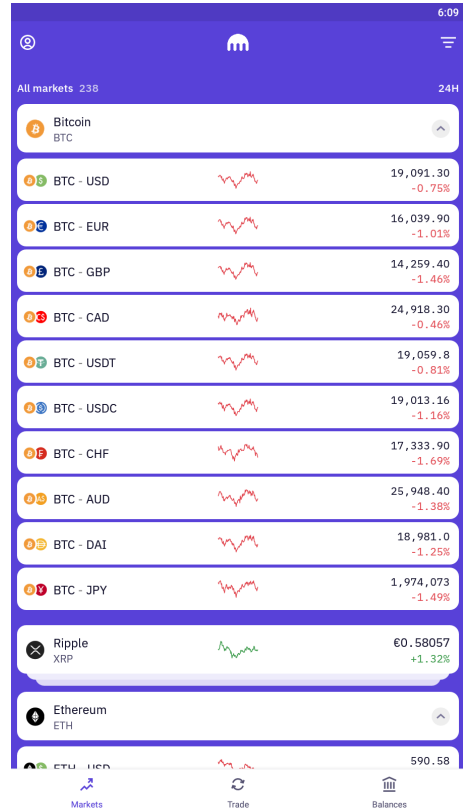 6:09
All markets 238 24H
Bitcoin
BTC
BTC - USD 19,091.30
-0.75%
BTC - EUR 16,039.90
-1.01%
BTC - GBP 14,259.40
-1.46%
BTC - CAD 24,918.30
-0.46%
BTC - USDT 19,059.8
-0.81%
BTC - USDC 19,013.16
-1.16%
BTC - CHF 17,333.90
-1.69%
BTC - AUD 25,948.40
-1.38%
BTC - DAI 18,981.0
-1.25%
BTC - JPY 1,974,073
-1.49%
Ripple €0.58057
XRP +1.32%
Ethereum
ETH
ETH - USD 590.58
Markets Trade Balances